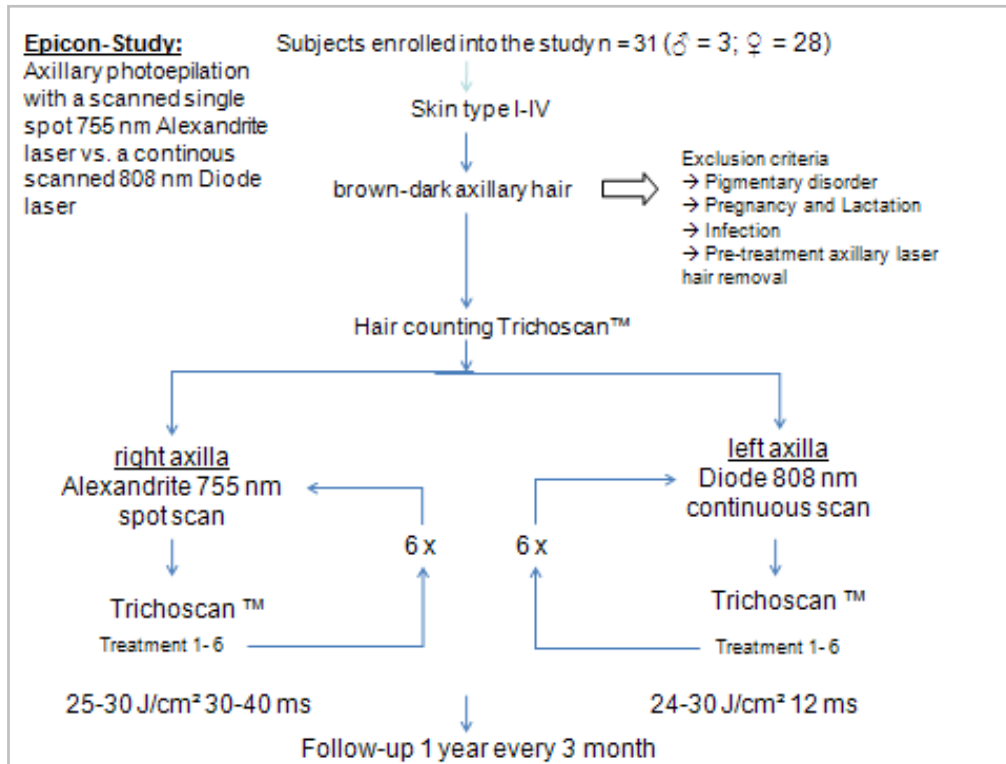 Epicon-Study:
Axillary photoepilation
with a scanned single
spot 755 nm Alexandrite
laser vs. a continous
scanned 808 nm Diode
laser
Subjects enrolled into the study n = 31 (♂ = 3; ♀ = 28)
Skin type I-IV
brown-dark axillary hair
Exclusion criteria
→ Pigmentary disorder
→ Pregnancy and Lactation
→ Infection
→ Pre-treatment axillary laser
hair removal
Hair counting Trichoscan™
right axilla
Alexandrite 755 nm
spot scan
6 x
Trichoscan ™
Treatment 1-6
25-30 J/cm² 30-40 ms
left axilla
Diode 808 nm
continuous scan
6 x
Trichoscan ™
Treatment 1-6
24-30 J/cm² 12 ms
Follow-up 1 year every 3 month